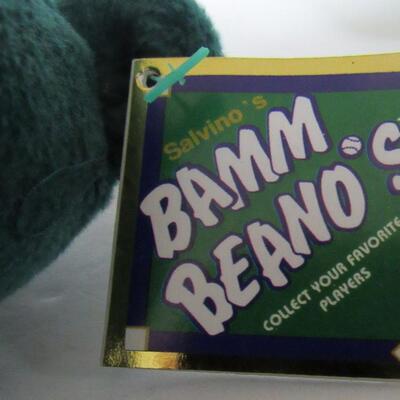 Salvino's
BAMM
BEANO'S
COLLECT YOUR FAVORITE
PLAYERS